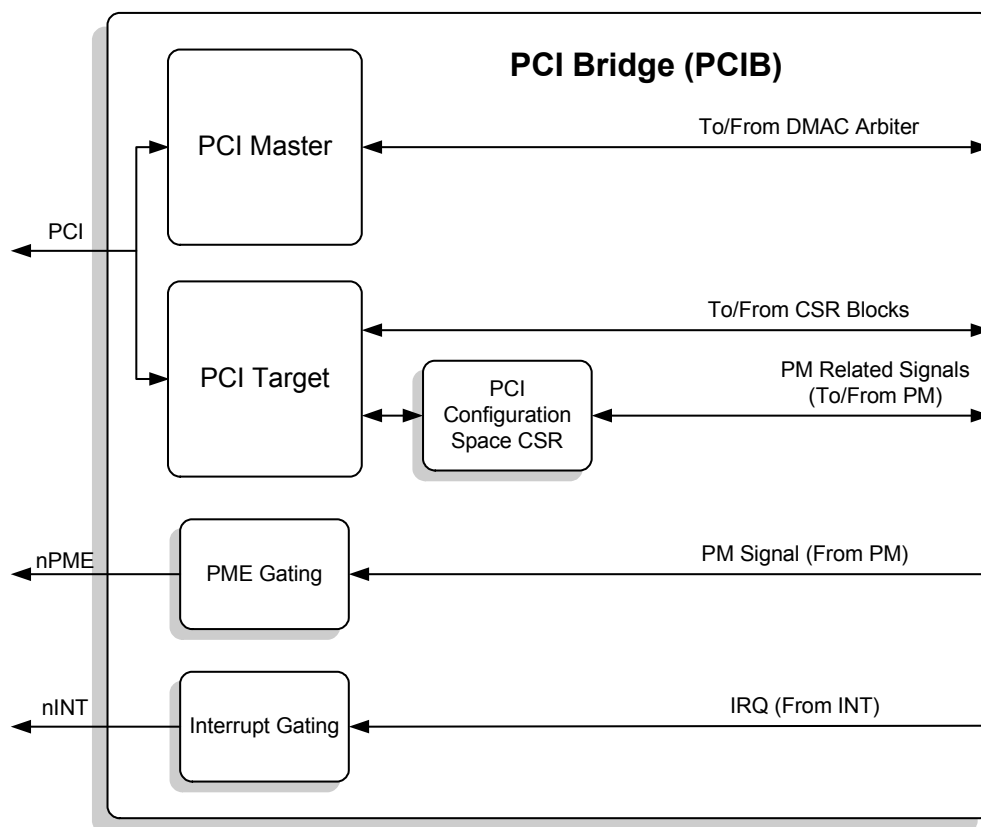 PCI Bridge (PCIB)
PCI Master
To/From DMAC Arbiter
PCI
PCI Target
To/From CSR Blocks
PCI
Configuration
Space CSR
PM Related Signals
(To/From PM)
nPME
PME Gating
PM Signal (From PM)
nINT
Interrupt Gating
IRQ (From INT)